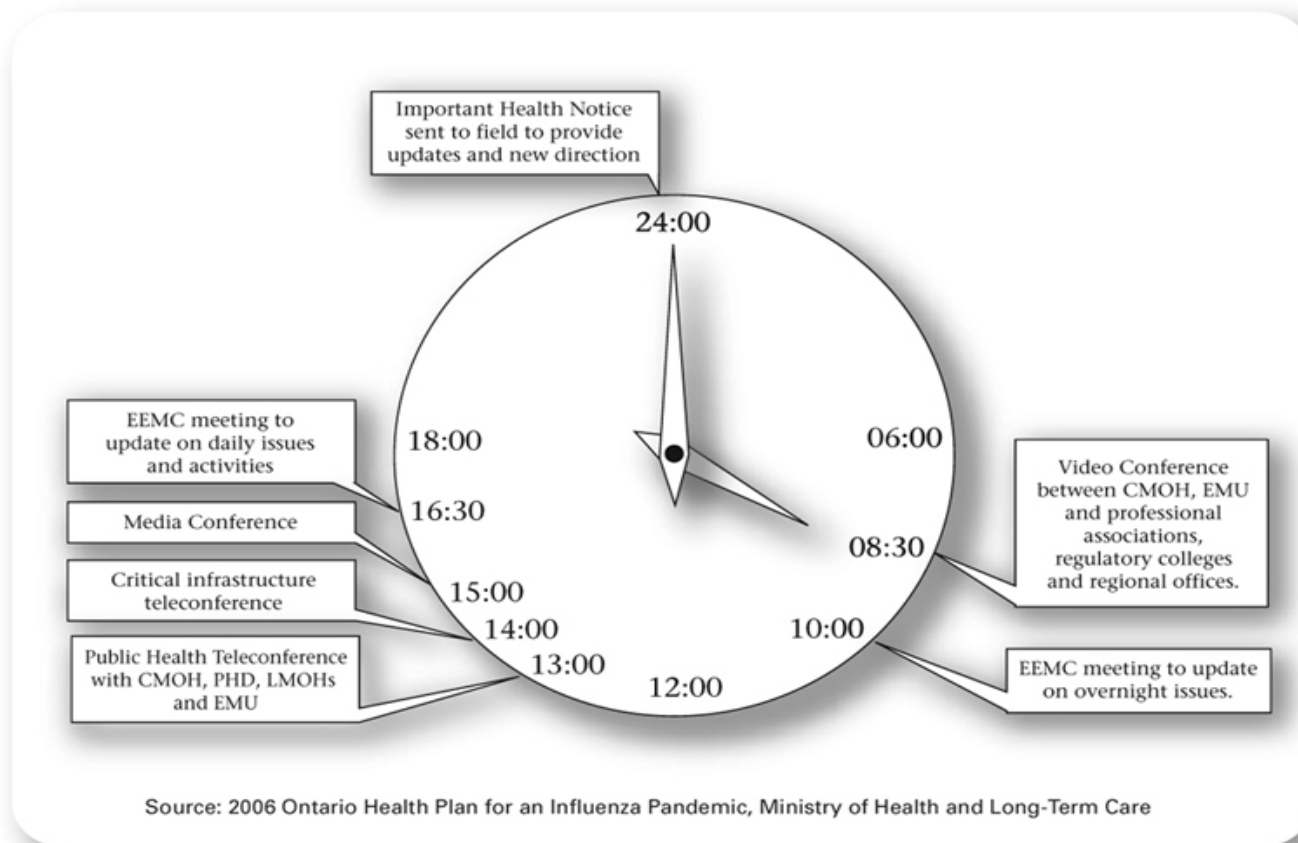 Important Health Notice
sent to field to provide
updates and new direction
24:00
EEMC meeting to
update on daily issues
and activities
18:00
06:00
Video Conference
between CMOH, EMU
and professional
associations,
regulatory colleges
and regional offices.
16:30
Media Conference
08:30
Critical infrastructure
teleconference
15:00
14:00
10:00
Public Health Teleconference
with CMOH, PHD, LMOHs
and EMU
13:00
12:00
EEMC meeting to update
on overnight issues.
Source: 2006 Ontario Health Plan for an Influenza Pandemic, Ministry of Health and Long-Term Care